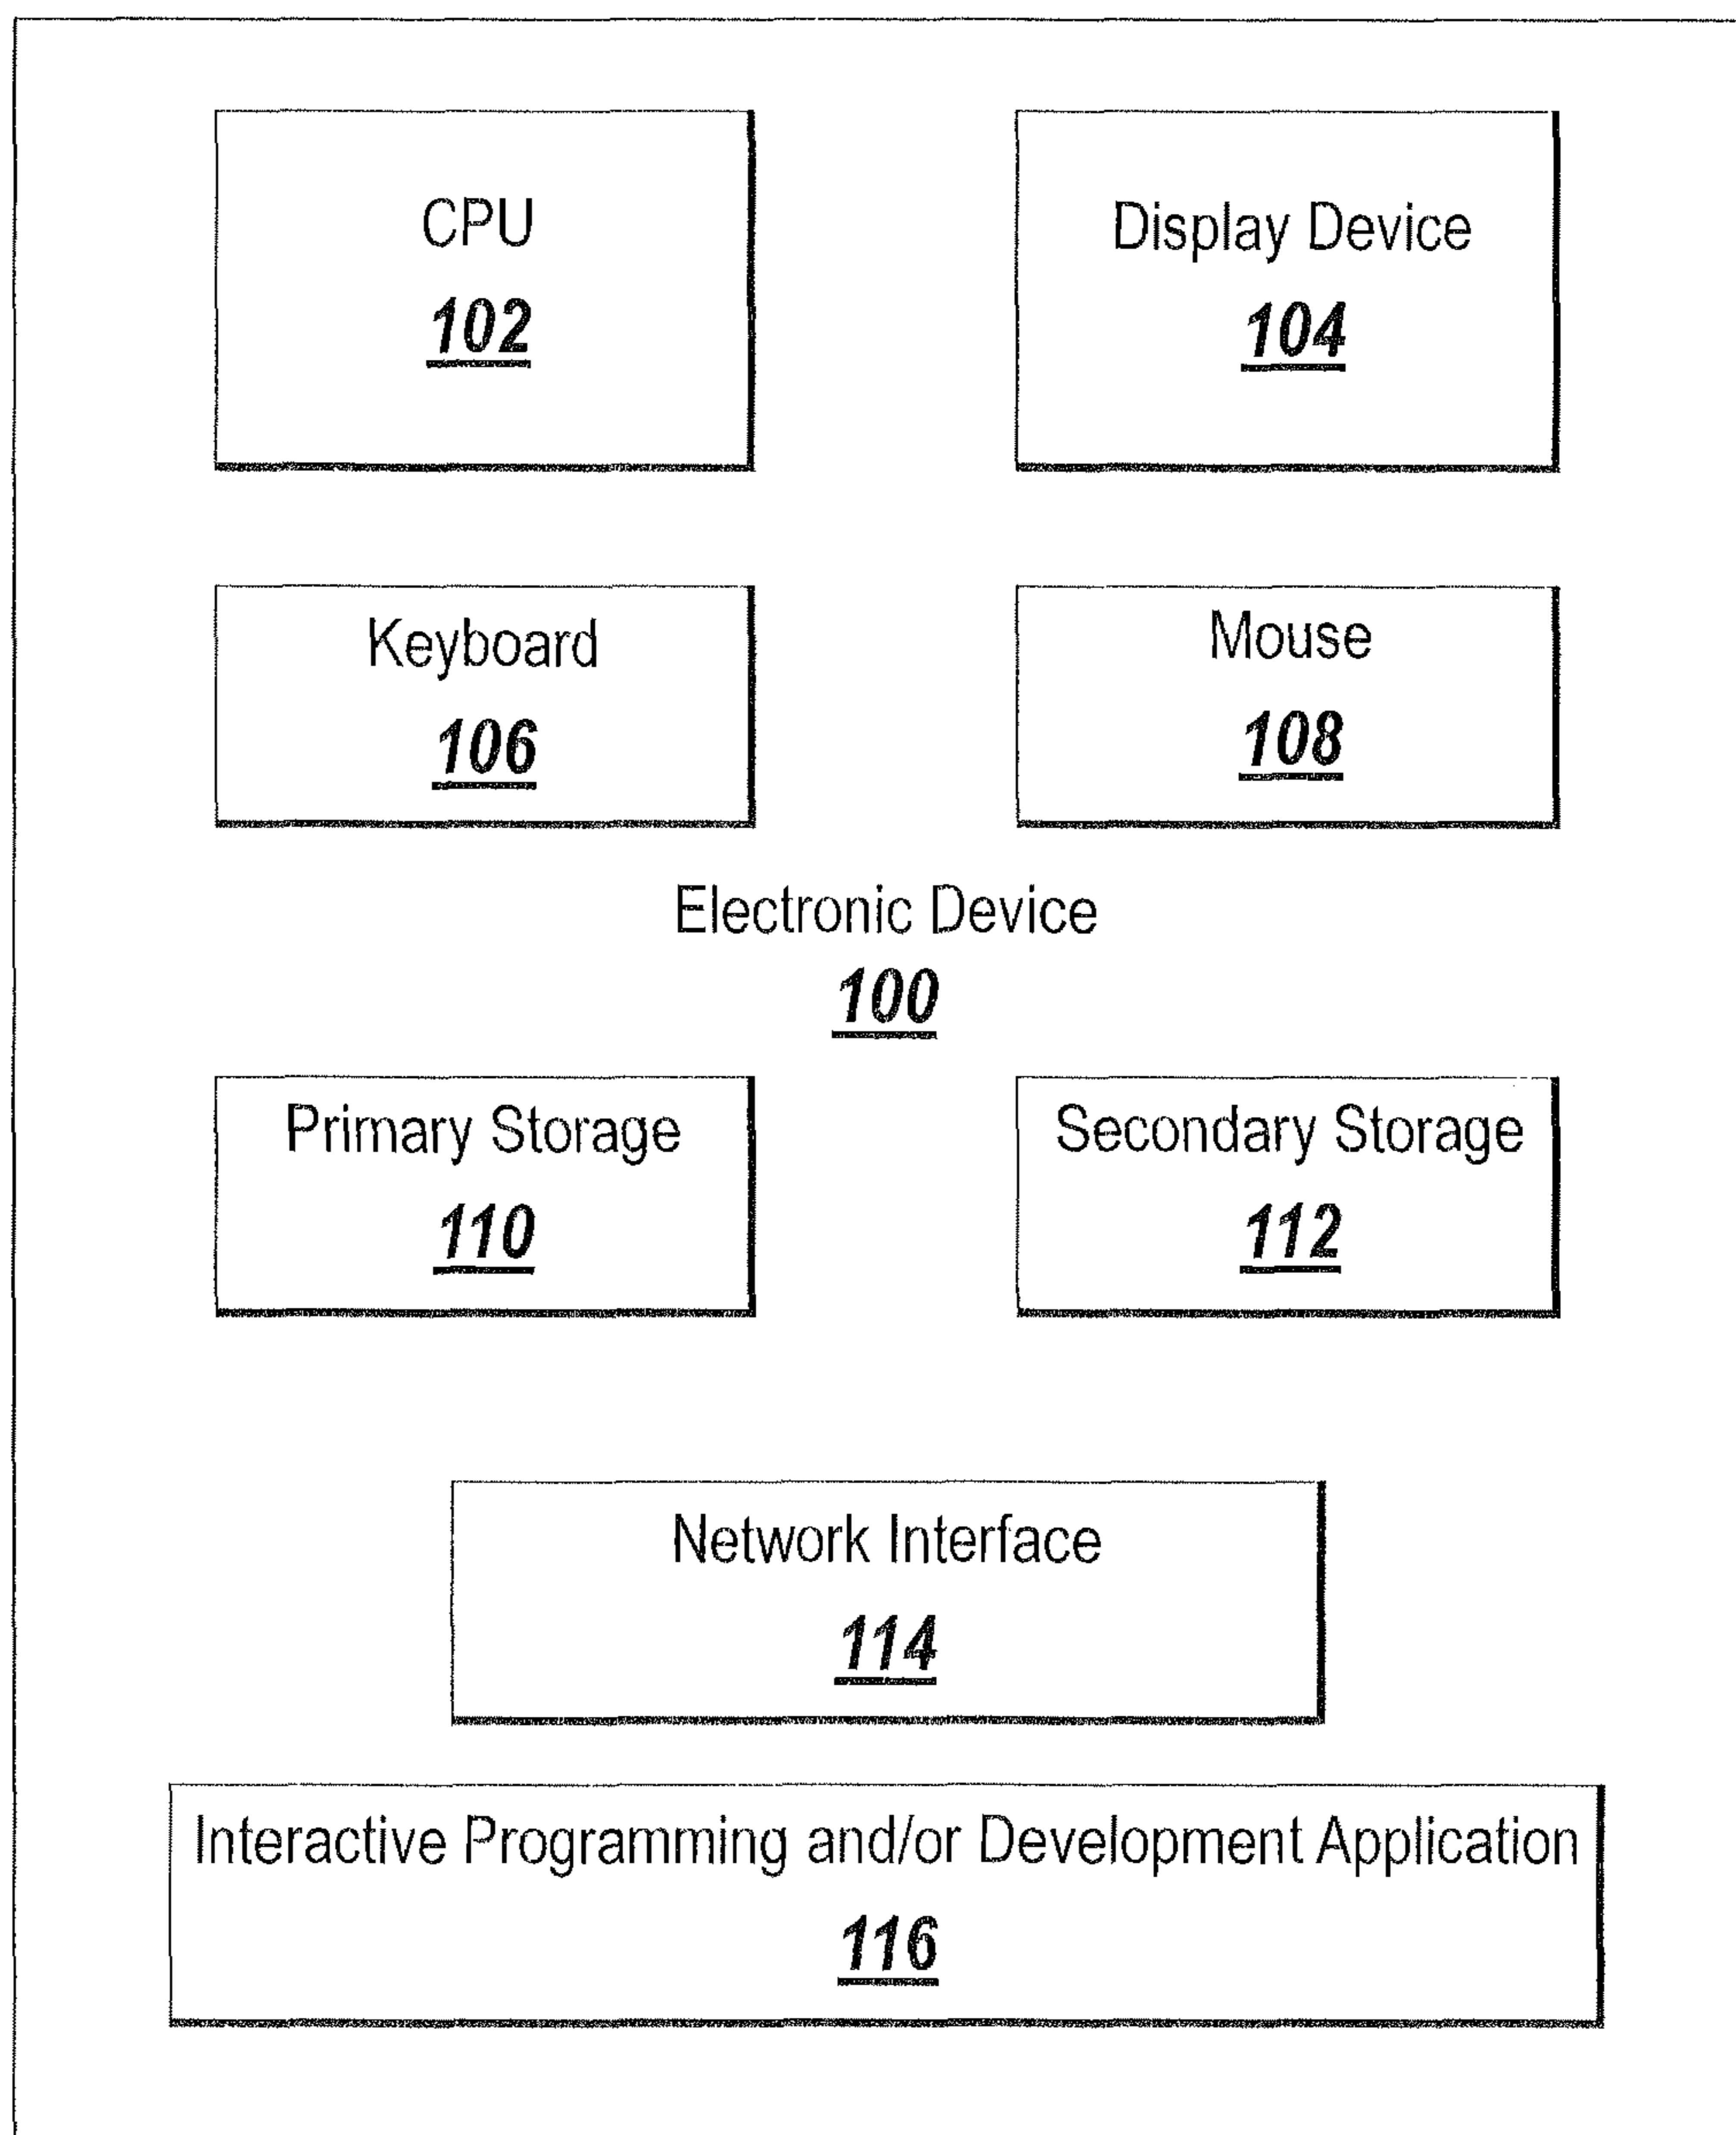 CPU
102
Display Device
104
Keyboard
106
Mouse
108
Electronic Device
100
Primary Storage
110
Secondary Storage
112
Network Interface
114
Interactive Programming and/or Development Application
116